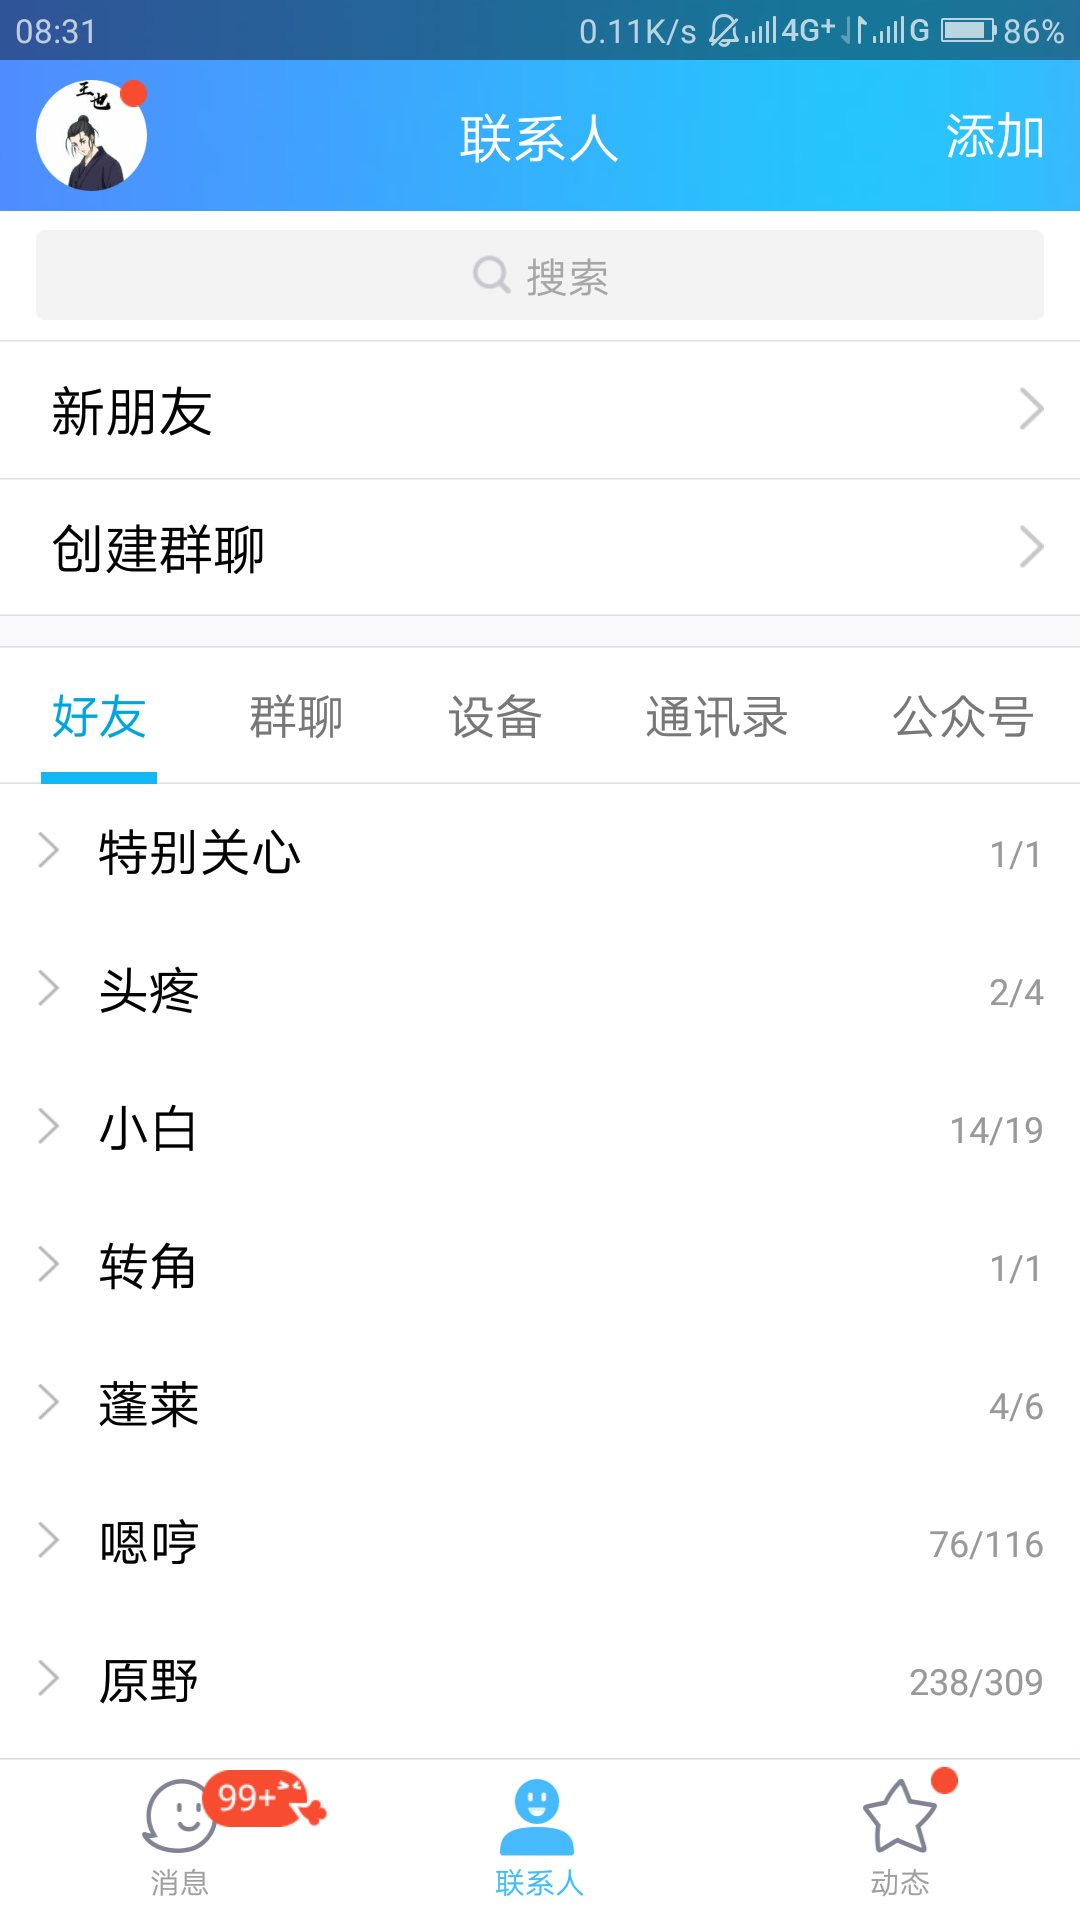 08:31 0.11K/s 4G+ G 86%
王也
联系人 添加
搜索
新朋友
创建群聊
好友 群聊 设备 通讯录 公众号
特别关心 1/1
头疼 2/4
小白 14/19
转角 1/1
蓬莱 4/6
嗯哼 76/116
原野 238/309
99+
消息 联系人 动态